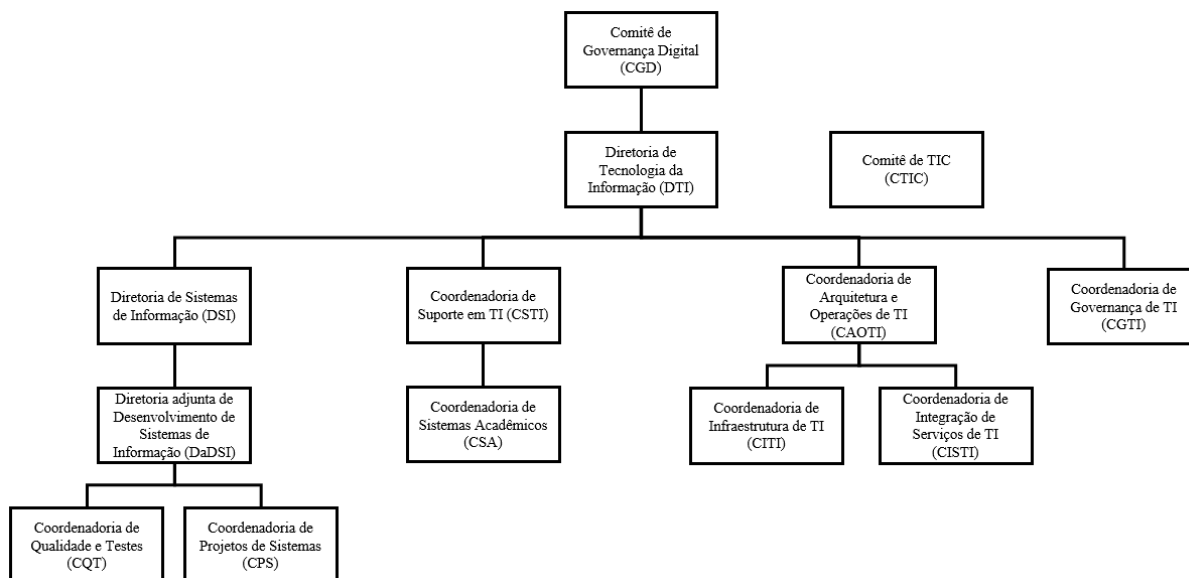 Comitê de
Governança Digital
(CGD)
Diretoria de
Tecnologia da
Informação (DTI)
Comitê de TIC
(CTIC)
Diretoria de Sistemas
de Informação (DSI)
Coordenadoria de
Suporte em TI (CSTI)
Coordenadoria de
Arquitetura e
Operações de TI
(CAOTI)
Coordenadoria de
Governança de TI
(CGTI)
Diretoria adjunta de
Desenvolvimento de
Sistemas de
Informação (DaDSI)
Coordenadoria de
Sistemas Acadêmicos
(CSA)
Coordenadoria de
Infraestrutura de TI
(CITI)
Coordenadoria de
Integração de
Serviços de TI
(CISTI)
Coordenadoria de
Qualidade e Testes
(CQT)
Coordenadoria de
Projetos de Sistemas
(CPS)